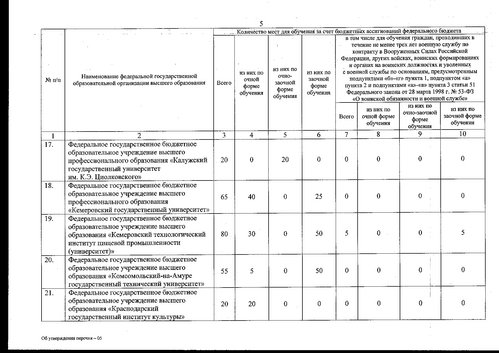 5
№ п/п
Наименование федеральной государственной
образовательной организации высшего образования
Количество мест для обучения за счет бюджетных ассигнований федерального бюджета
Всего
из них по
очной
форме
обучения
из них по
очно-
заочной
форме
обучения
из них по
заочной
форме
обучения
в том числе для обучения граждан, проходивших в
течение не менее трех лет военную службу по
контракту в Вооруженных Силах Российской
Федерации, других войсках, воинских формированиях
и органах на воинских должностях и уволенных
с военной службы по основаниям, предусмотренным
подпунктами «б»-«г» пункта 1, подпунктом «а»
пункта 2 и подпунктами «а»-«в» пункта 3 статьи 51
Федерального закона от 28 марта 1998 г. № 53-ФЗ
«О воинской обязанности и военной службе»
Всего
из них по
очной форме
обучения
из них по
очно-заочной
форме
обучения
из них по
заочной форме
обучения
1 2 3 4 5 6 7 8 9 10
17. Федеральное государственное бюджетное
образовательное учреждение высшего
профессионального образования «Калужский 20 0 20 0 0 0 0 0
государственный университет
им. К.Э. Циолковского»
18. Федеральное государственное бюджетное
образовательное учреждение высшего 65 40 0 25 0 0 0 0
профессионального образования
«Кемеровский государственный университет»
19. Федеральное государственное бюджетное
образовательное учреждение высшего
образования «Кемеровский технологический 80 30 0 50 5 0 0 5
институт пищевой промышленности
(университет)»
20. Федеральное государственное бюджетное
образовательное учреждение высшего
образования «Комсомольский-на-Амуре 55 5 0 50 0 0 0 0
государственный технический университет»
21. Федеральное государственное бюджетное
образовательное учреждение высшего
образования «Краснодарский 20 20 0 0 0 0 0 0
государственный институт культуры»
Об утверждении перечня - 05